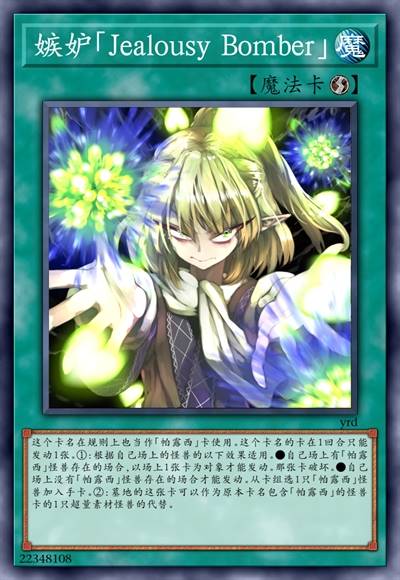 嫉妒「Jealousy Bomber」
魔
【魔法卡】
yrd
这个卡名在规则上也当作「帕露西」卡使用。这个卡名的卡在1回合只能
发动1张。①:根据自己场上的怪兽的以下效果适用。●自己场上有「帕露
西」怪兽存在的场合,以场上1张卡为对象才能发动。那张卡破坏。●自己
场上没有「帕露西」怪兽存在的场合才能发动。从卡组选1只「帕露西」怪
兽加入手卡。②:墓地的这张卡可以作为原本卡名包含「帕露西」的怪兽
卡的1只超量素材怪兽的代替。
22348108